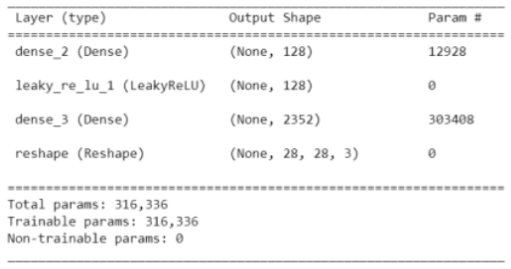 Layer (type) Output Shape Param #
dense_2 (Dense) (None, 128) 12928
leaky_re_lu_1 (LeakyReLU) (None, 128) 0
dense_3 (Dense) (None, 2352) 303408
reshape (Reshape) (None, 28, 28, 3) 0
Total params: 316,336
Trainable params: 316,336
Non-trainable params: 0